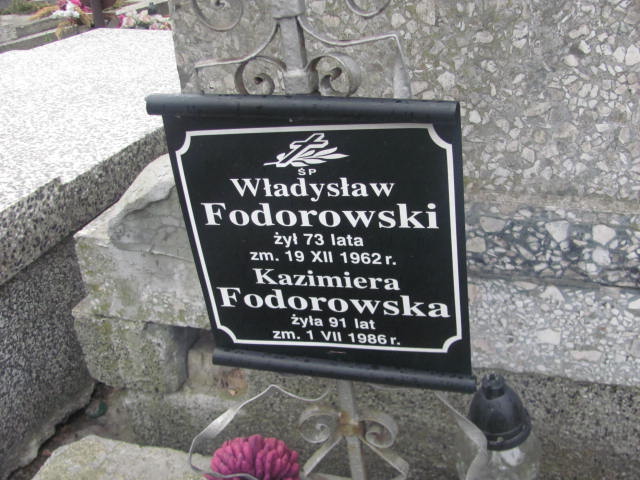 ŚP
Władysław
Fodorowski
żył 73 lata
zm. 19 XII 1962 r.
Kazimiera
Fodorowska
żyła 91 lat
zm. 1 VII 1986 r.